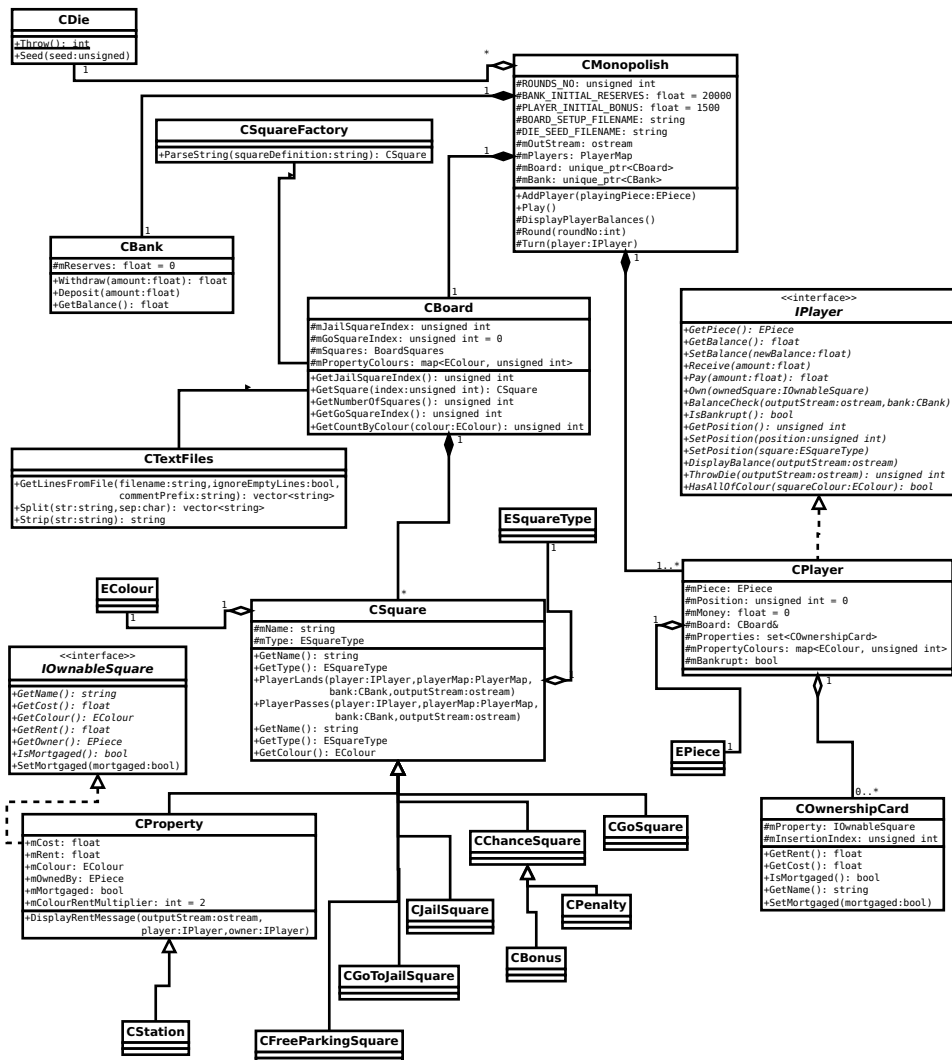 CDie
+Throw(): int
+Seed(seed:unsigned)
1
*
CMonopolish
#ROUNDS_NO: unsigned int
#BANK_INITIAL_RESERVES: float = 20000
#PLAYER_INITIAL_BONUS: float = 1500
#BOARD_SETUP_FILENAME: string
#DIE_SEED_FILENAME: string
#mOutStream: ostream
#mPlayers: PlayerMap
#mBoard: unique_ptr<CBoard>
#mBank: unique_ptr<CBank>
+AddPlayer(playingPiece:EPiece)
+Play()
#DisplayPlayerBalances()
#Round(roundNo:int)
#Turn(player:IPlayer)
1
1
1
CSquareFactory
+ParseString(squareDefinition:string): CSquare
1
CBank
#mReserves: float = 0
+Withdraw(amount:float): float
+Deposit(amount:float)
+GetBalance(): float
1
CBoard
#mJailSquareIndex: unsigned int
#mGoSquareIndex: unsigned int = 0
#mSquares: BoardSquares
#mPropertyColours: map<EColour, unsigned int>
+GetJailSquareIndex(): unsigned int
+GetSquare(index:unsigned int): CSquare
+GetNumberOfSquares(): unsigned int
+GetGoSquareIndex(): unsigned int
+GetCountByColour(colour:EColour): unsigned int
1
<<interface>>
IPlayer
+GetPiece(): EPiece
+GetBalance(): float
+SetBalance(newBalance:float)
+Receive(amount:float)
+Pay(amount:float): float
+Own(ownedSquare:IOwnableSquare)
+BalanceCheck(outputStream:ostream,bank:CBank)
+IsBankrupt(): bool
+GetPosition(): unsigned int
+SetPosition(position:unsigned int)
+SetPosition(square:ESquareType)
+DisplayBalance(outputStream:ostream)
+ThrowDie(outputStream:ostream): unsigned int
+HasAllOfColour(squareColour:EColour): bool
CTextFiles
+GetLinesFromFile(filename:string,ignoreEmptyLines:bool,
commentPrefix:string): vector<string>
+Split(str:string,sep:char): vector<string>
+Strip(str:string): string
ESquareType
1
EColour
1
1
*
CSquare
#mName: string
#mType: ESquareType
+GetName(): string
+GetType(): ESquareType
+PlayerLands(player:IPlayer,playerMap:PlayerMap,
bank:CBank,outputStream:ostream)
+PlayerPasses(player:IPlayer,playerMap:PlayerMap,
bank:CBank,outputStream:ostream)
+GetName(): string
+GetType(): ESquareType
+GetColour(): EColour
1
1..*
CPlayer
#mPiece: EPiece
#mPosition: unsigned int = 0
#mMoney: float = 0
#mBoard: CBoard&
#mProperties: set<COwnershipCard>
#mPropertyColours: map<EColour, unsigned int>
#mBankrupt: bool
1
1
EPiece
1
<<interface>>
IOwnableSquare
+GetName(): string
+GetCost(): float
+GetColour(): EColour
+GetRent(): float
+GetOwner(): EPiece
+IsMortgaged(): bool
+SetMortgaged(mortgaged:bool)
0..*
COwnershipCard
#mProperty: IOwnableSquare
#mInsertionIndex: unsigned int
+GetRent(): float
+GetCost(): float
+IsMortgaged(): bool
+GetName(): string
+SetMortgaged(mortgaged:bool)
CProperty
+mCost: float
+mRent: float
+mColour: EColour
+mOwnedBy: EPiece
+mMortgaged: bool
+mColourRentMultiplier: int = 2
+DisplayRentMessage(outputStream:ostream,
player:IPlayer,owner:IPlayer)
CGoSquare
CChanceSquare
CJailSquare
CPenalty
CBonus
CGoToJailSquare
CStation
CFreeParkingSquare